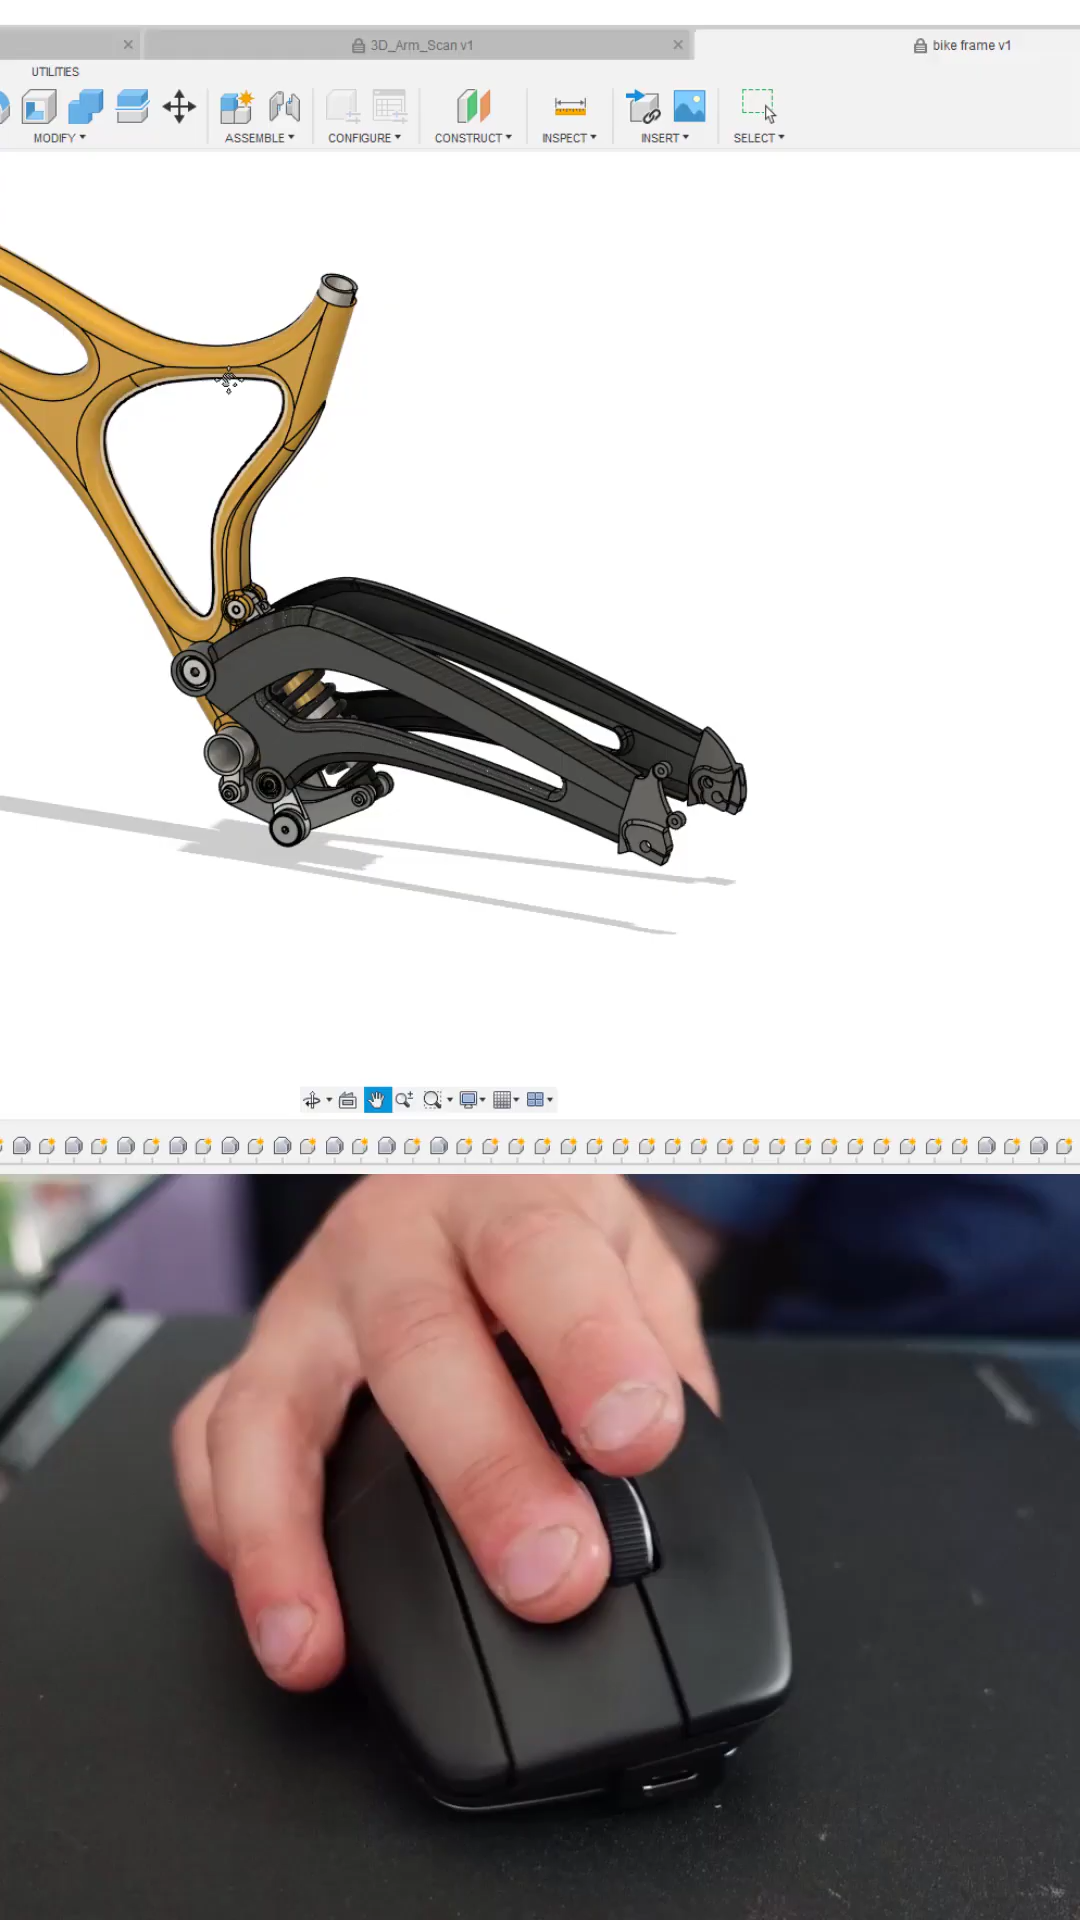 3D_Arm_Scan v1
bike frame v1
UTILITIES
MODIFY
ASSEMBLE
CONFIGURE
CONSTRUCT
INSPECT
INSERT
SELECT